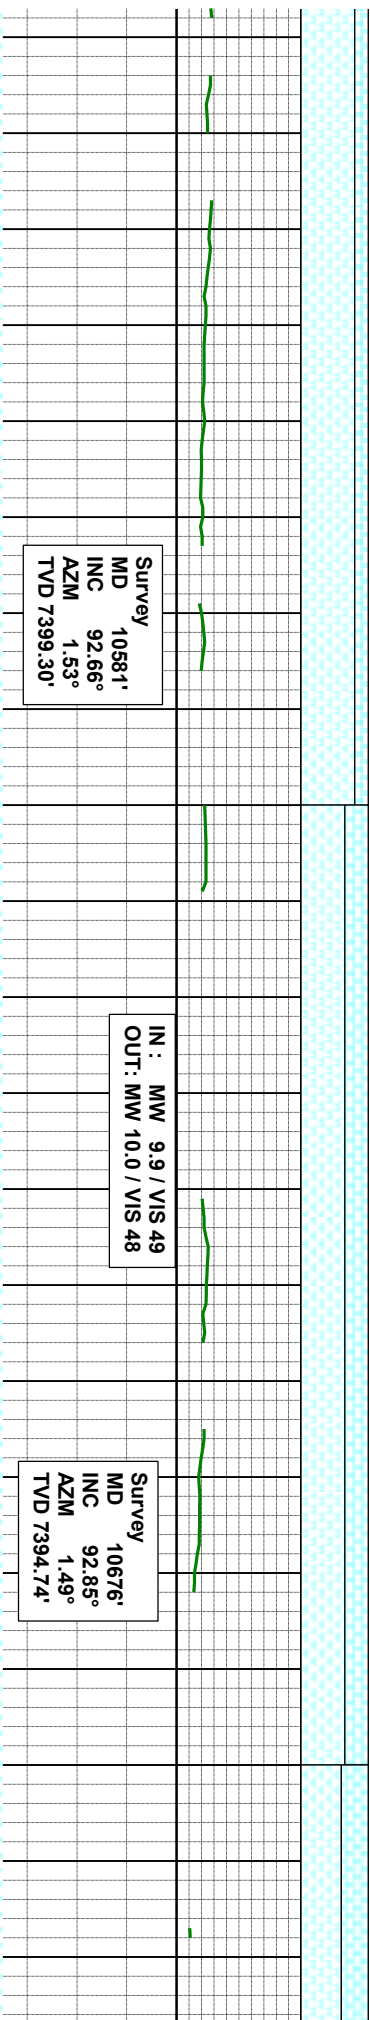 Survey
MD 10581'
INC 92.66°
AZM 1.53°
TVD 7399.30'
IN : MW 9.9 / VIS 49
OUT: MW 10.0 / VIS 48
Survey
MD 10676'
INC 92.85°
AZM 1.49°
TVD 7394.74'